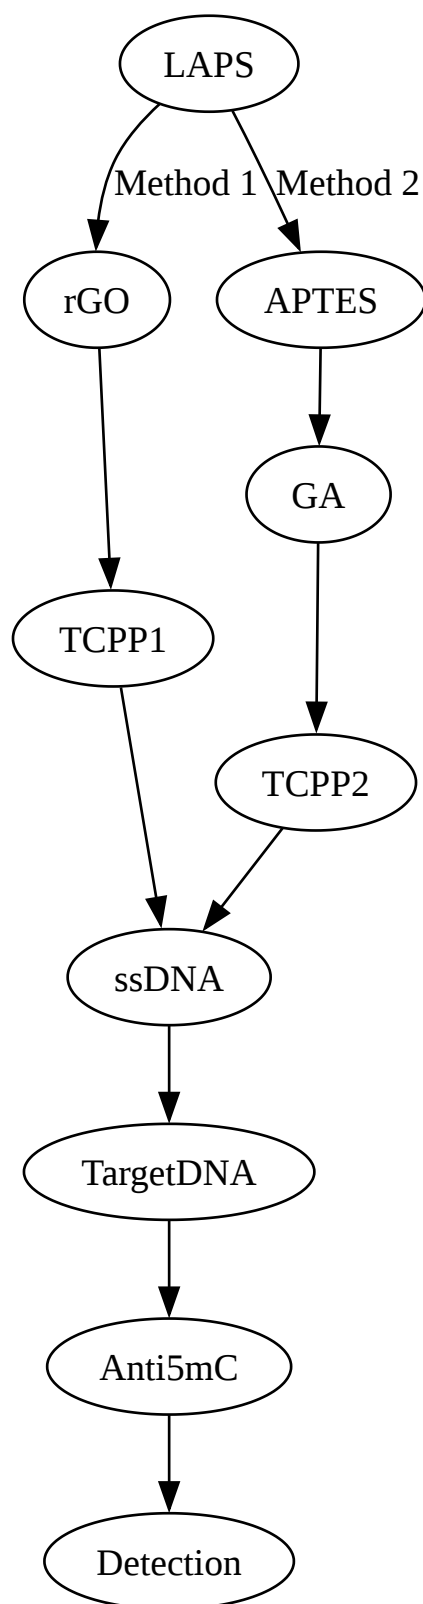 LAPS
Method 1
Method 2
rGO
APTES
GA
TCPP1
TCPP2
ssDNA
TargetDNA
Anti5mC
Detection